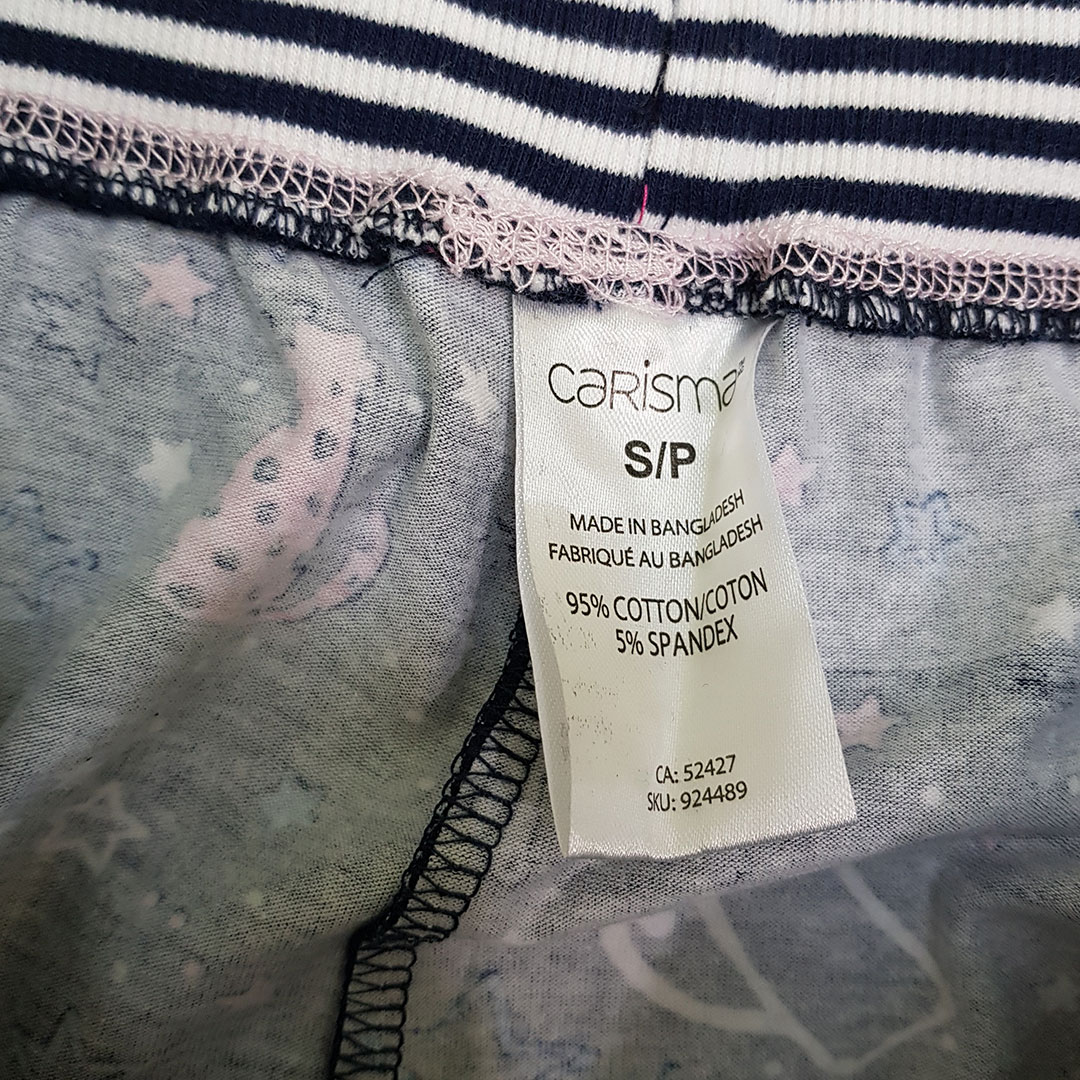 carisma
S/P
MADE IN BANGLADESH
FABRIQUÉ AU BANGLADESH
95% COTTON/COTON
5% SPANDEX
CA: 52427
SKU: 924489